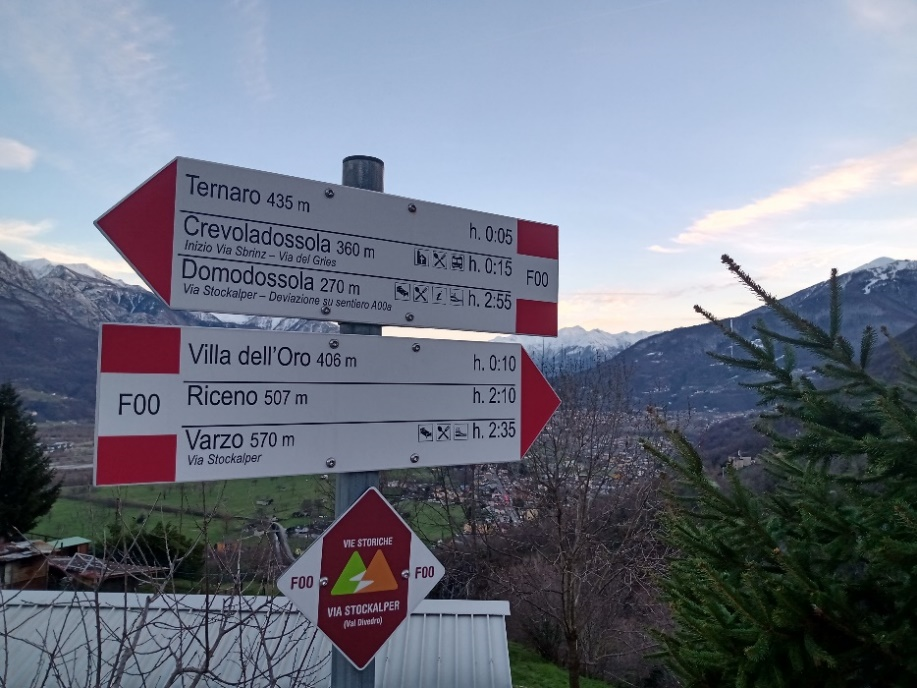 Ternaro 435 m h. 0:05
Crevoladossola 360 m
Inizio Via Sbrinz – Via del Gries h. 0:15
F00
Domodossola 270 m
Via Stockalper – Deviazione su sentiero A00a h. 2:55
Villa dell'Oro 406 m h. 0:10
F00
Riceno 507 m h. 2:10
Varzo 570 m h. 2:35
Via Stockalper
VIE STORICHE
F00 F00
VIA STOCKALPER
(Val Divedro)